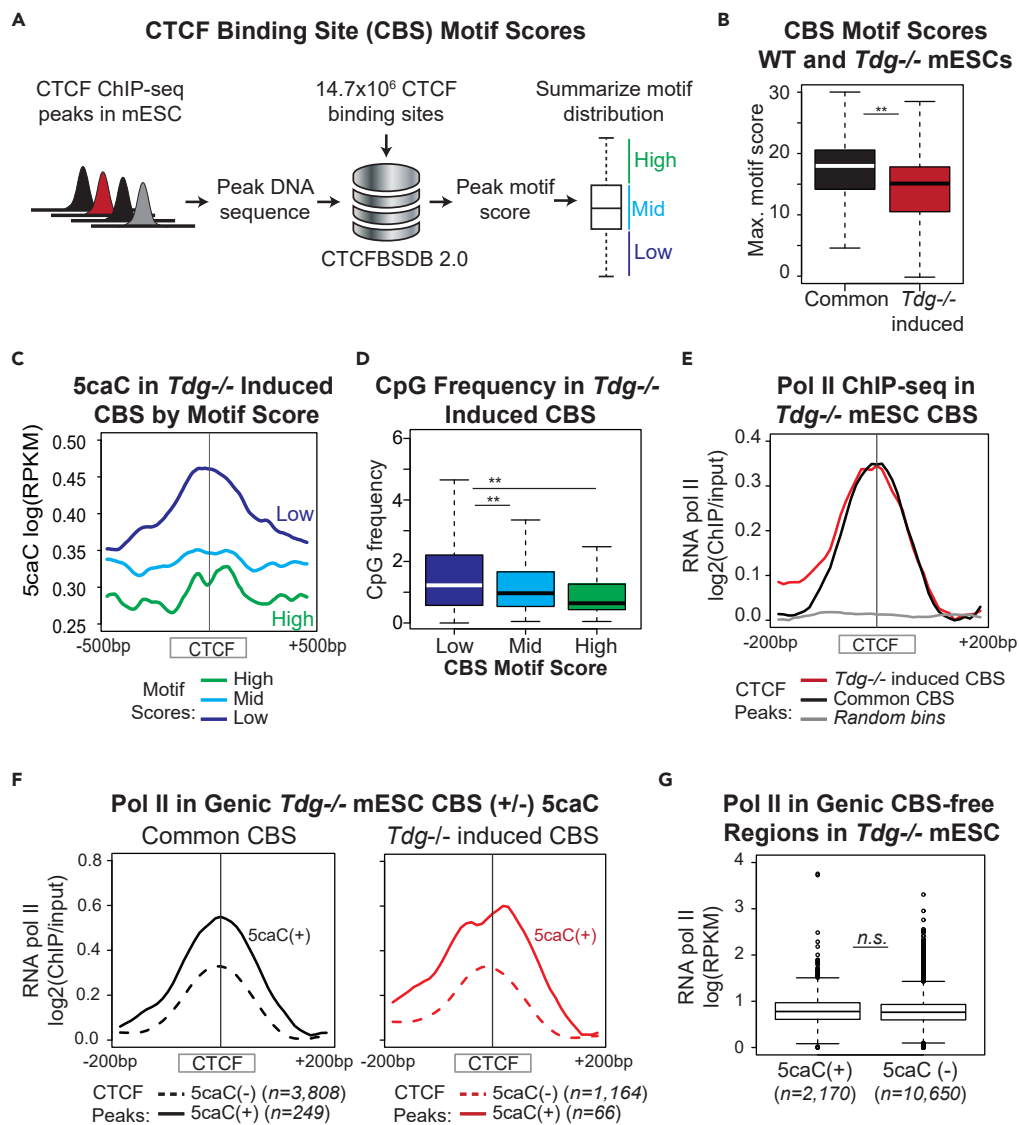 A
CTCF Binding Site (CBS) Motif Scores
CTCF ChIP-seq
peaks in mESC
Peak DNA
sequence
14.7x10⁶ CTCF
binding sites
CTCFBSDB 2.0
Peak motif
score
Summarize motif
distribution
High
Mid
Low
B
CBS Motif Scores
WT and Tdg-/- mESCs
Max. motif score
30
20
10
0
**
Common
Tdg-/-
induced
C
5caC in Tdg-/- Induced
CBS by Motif Score
5caC log(RPKM)
0.50
0.45
0.40
0.35
0.30
0.25
Low
High
-500bp
CTCF
+500bp
Motif
Scores:
High
Mid
Low
D
CpG Frequency in Tdg-/-
Induced CBS
CpG frequency
6
4
2
0
**
**
Low
Mid
High
CBS Motif Score
E
Pol II ChIP-seq in
Tdg-/- mESC CBS
RNA pol II
log2(ChIP/input)
0.4
0.3
0.1
0.0
-200bp
CTCF
+200bp
CTCF
Peaks:
Tdg-/- induced CBS
Common CBS
Random bins
F
Pol II in Genic Tdg-/- mESC CBS (+/-) 5caC
Common CBS
RNA pol II
log2(ChIP/input)
0.8
0.6
0.2
0.0
5caC(+)
-200bp
CTCF
+200bp
CTCF
Peaks:
5caC(-) (n=3,808)
5caC(+) (n=249)
Tdg-/- induced CBS
5caC(+)
-200bp
CTCF
+200bp
CTCF
Peaks:
5caC(-) (n=1,164)
5caC(+) (n=66)
G
Pol II in Genic CBS-free
Regions in Tdg-/- mESC
RNA pol II
log(RPKM)
4
3
2
1
0
n.s.
5caC(+)
(n=2,170)
5caC (-)
(n=10,650)